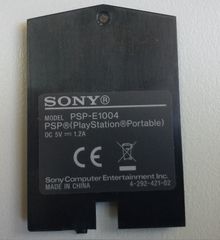 SONY®
MODEL PSP-E1004
PSP®(PlayStation®Portable)
DC 5V ⎓ 1.2A
CE
Sony Computer Entertainment Inc.
MADE IN CHINA 4-292-421-02